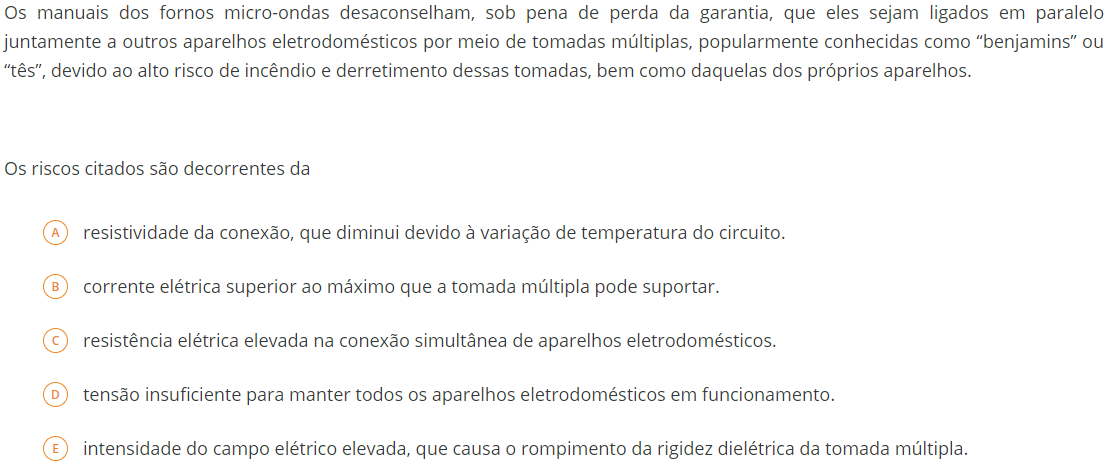 Os manuais dos fornos micro-ondas desaconselham, sob pena de perda da garantia, que eles sejam ligados em paralelo
juntamente a outros aparelhos eletrodomésticos por meio de tomadas múltiplas, popularmente conhecidas como “benjamins” ou
“tês”, devido ao alto risco de incêndio e derretimento dessas tomadas, bem como daquelas dos próprios aparelhos.
Os riscos citados são decorrentes da
A resistividade da conexão, que diminui devido à variação de temperatura do circuito.
B corrente elétrica superior ao máximo que a tomada múltipla pode suportar.
C resistência elétrica elevada na conexão simultânea de aparelhos eletrodomésticos.
D tensão insuficiente para manter todos os aparelhos eletrodomésticos em funcionamento.
E intensidade do campo elétrico elevada, que causa o rompimento da rigidez dielétrica da tomada múltipla.